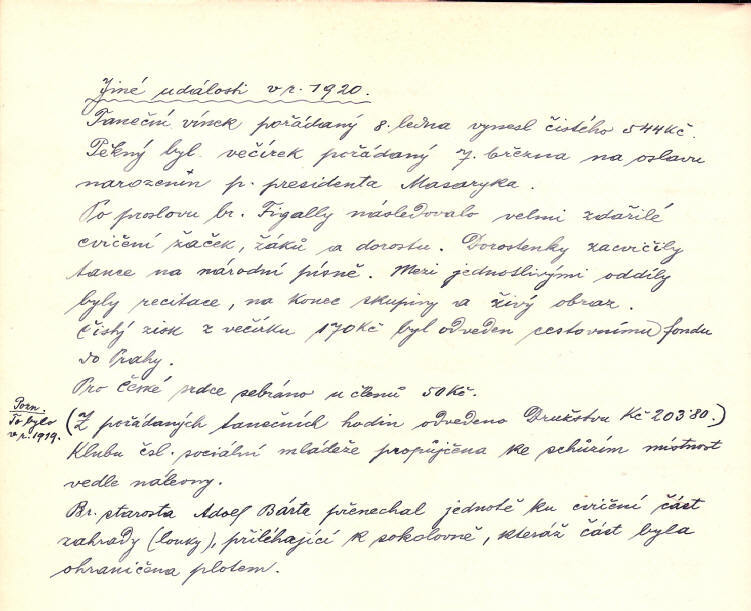 Jiné události v r. 1920.
Taneční vínek pořádaný 8. ledna vynesl čistého 544 Kč.
Pěkný byl večírek pořádaný 7. března na oslavu
narozenin p. presidenta Masaryka.
Po proslovu br. Figally následovalo velmi zdařilé
cvičení žaček, žáků a dorostu. Dorostenky zacvičily
tance na národní písně. Mezi jednotlivými oddíly
byly recitace, na konec skupiny a živý obraz.
Čistý zisk z večírku 170 Kč byl odveden cestovnímu fondu
do Prahy.
Pro České srdce sebráno u členů 50 Kč.
Pozn.
To bylo
v r. 1919.
(Z pořádaných tanečních hodin odvedeno Družstvu Kč 203·80.)
Klubu čsl. sociální mládeže propůjčena ke schůzím místnost
vedle nálevny.
Br. starosta Adolf Bárta přenechal jednotě ku cvičení část
zahrady (louky), přiléhající k sokolovně, kteráž část byla
ohraničena plotem.